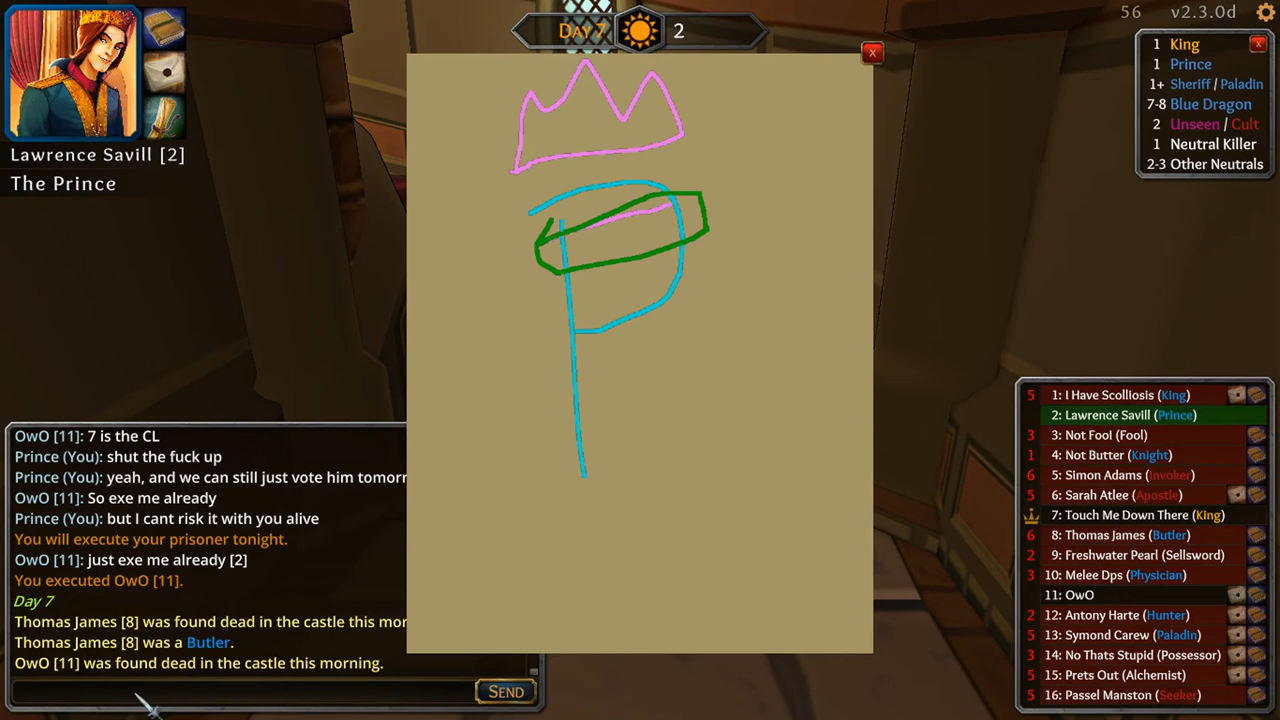 Lawrence Savill [2]
The Prince
DAY 7 2
56 v2.3.0d
x
1 King x
1 Prince
1+ Sheriff / Paladin
7-8 Blue Dragon
2 Unseen / Cult
1 Neutral Killer
2-3 Other Neutrals
P
OwO [11]: 7 is the CL
Prince (You): shut the fuck up
Prince (You): yeah, and we can still just vote him tomorr
OwO [11]: So exe me already
Prince (You): but I cant risk it with you alive
You will execute your prisoner tonight.
OwO [11]: just exe me already [2]
You executed OwO [11].
Day 7
Thomas James [8] was found dead in the castle this mor
Thomas James [8] was a Butler.
OwO [11] was found dead in the castle this morning.
SEND
5 1: I Have Scolliosis (King)
2: Lawrence Savill (Prince)
3 3: Not Fool (Fool)
1 4: Not Butter (Knight)
6 5: Simon Adams (Invoker)
5 6: Sarah Atlee (Apostle)
7: Touch Me Down There (King)
6 8: Thomas James (Butler)
2 9: Freshwater Pearl (Sellsword)
3 10: Melee Dps (Physician)
11: OwO
2 12: Antony Harte (Hunter)
5 13: Symond Carew (Paladin)
3 14: No Thats Stupid (Possessor)
5 15: Prets Out (Alchemist)
5 16: Passel Manston (Seeker)